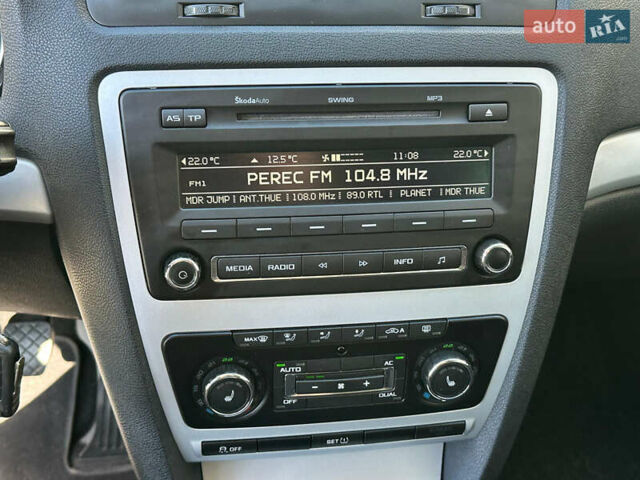 auto RIA .com
ŠkodaAuto SWING MP3
AS TP
22.0°C 12.5°C 11:08 22.0°C
FM1 PEREC FM 104.8 MHz
MDR JUMP ANT.THUE 108.0 MHz 89.0 RTL PLANET MDR THUE
MEDIA RADIO INFO
MAX A
AUTO AC
- +
OFF DUAL
OFF SET